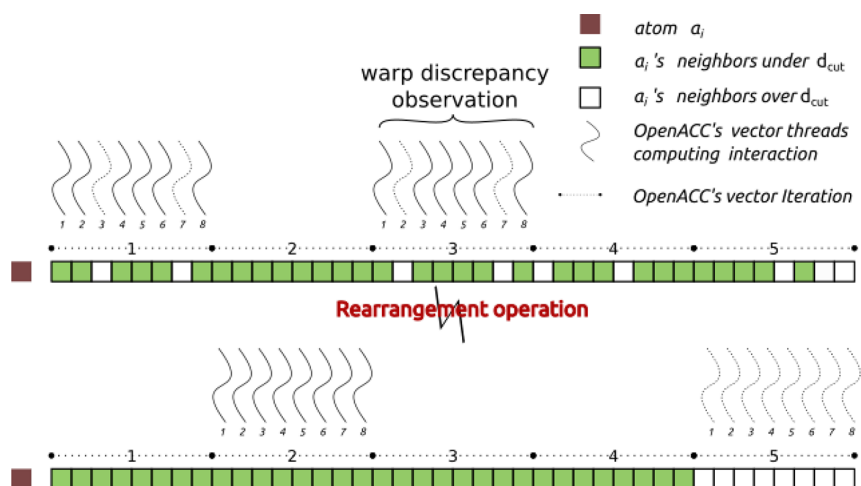 atom a_i
a_i's neighbors under d_cut
a_i's neighbors over d_cut
OpenACC's vector threads
computing interaction
OpenACC's vector Iteration
warp discrepancy
observation
1 2 3 4 5 6 7 8
1 2 3 4 5 6 7 8
1 2 3 4 5
Rearrangement operation
1 2 3 4 5 6 7 8
1 2 3 4 5 6 7 8
1 2 3 4 5